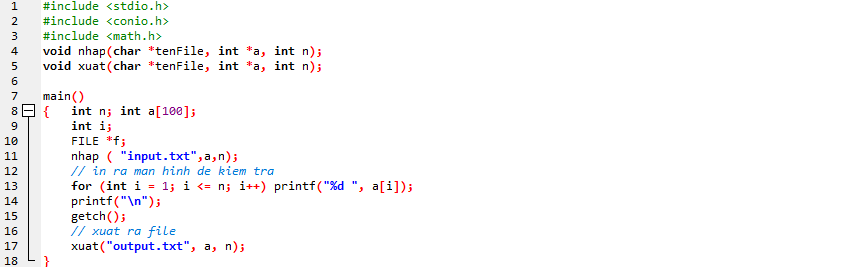 1 #include <stdio.h>
2 #include <conio.h>
3 #include <math.h>
4 void nhap(char *tenFile, int *a, int n);
5 void xuat(char *tenFile, int *a, int n);
6
7 main()
8 { int n; int a[100];
9 int i;
10 FILE *f;
11 nhap ( "input.txt",a,n);
12 // in ra man hinh de kiem tra
13 for (int i = 1; i <= n; i++) printf("%d ", a[i]);
14 printf("\n");
15 getch();
16 // xuat ra file
17 xuat("output.txt", a, n);
18 }